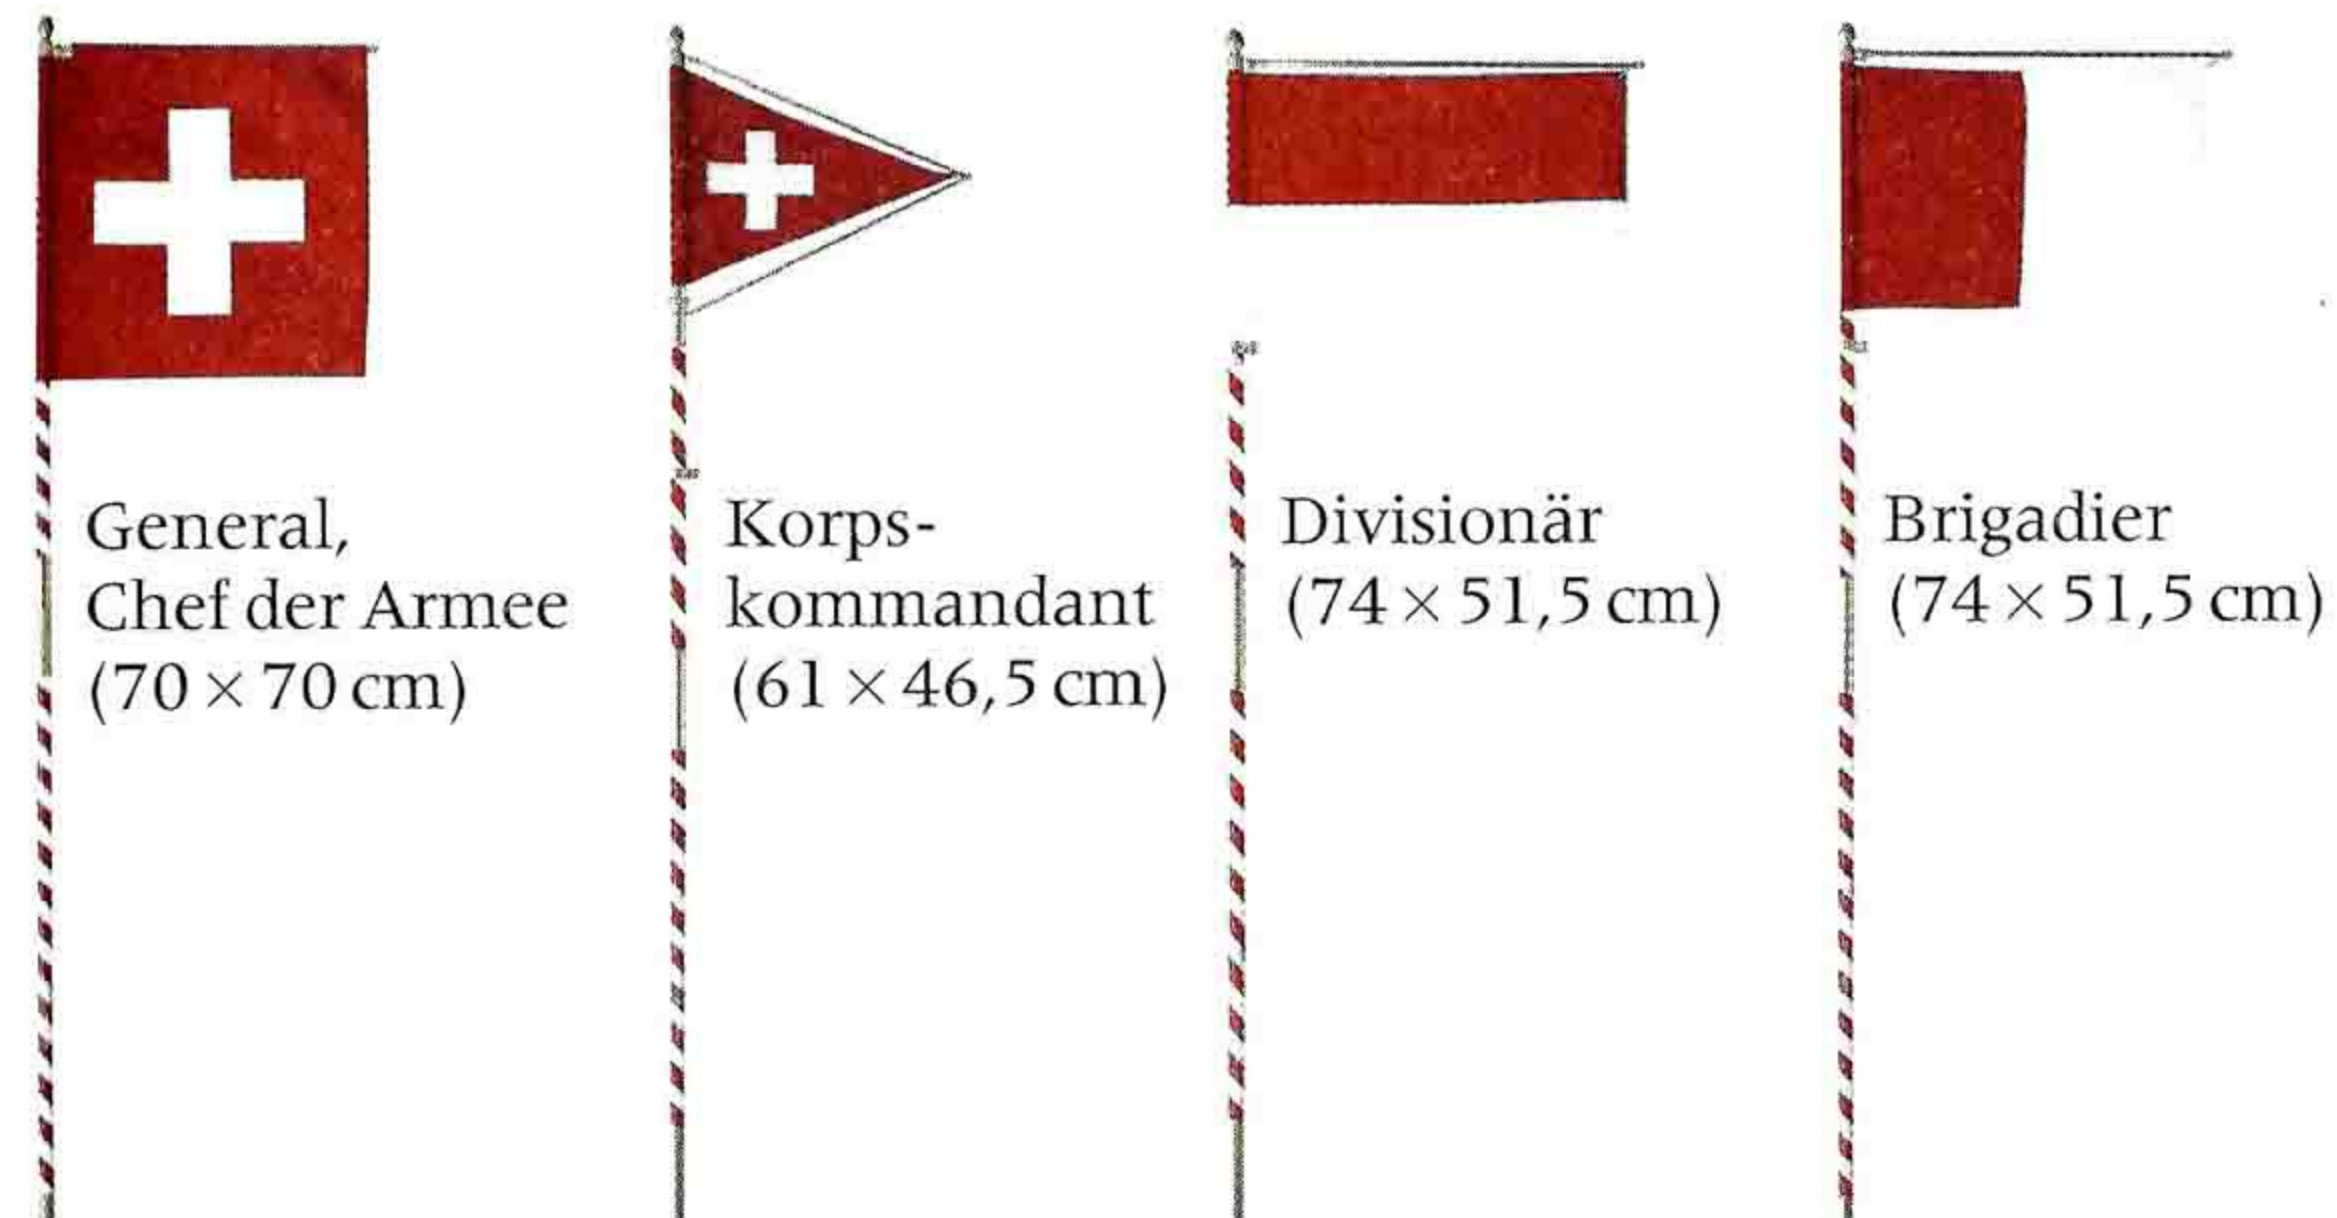 General,
Chef der Armee
(70 × 70 cm)
Korps-
kommandant
(61 × 46,5 cm)
Divisionär
(74 × 51,5 cm)
Brigadier
(74 × 51,5 cm)